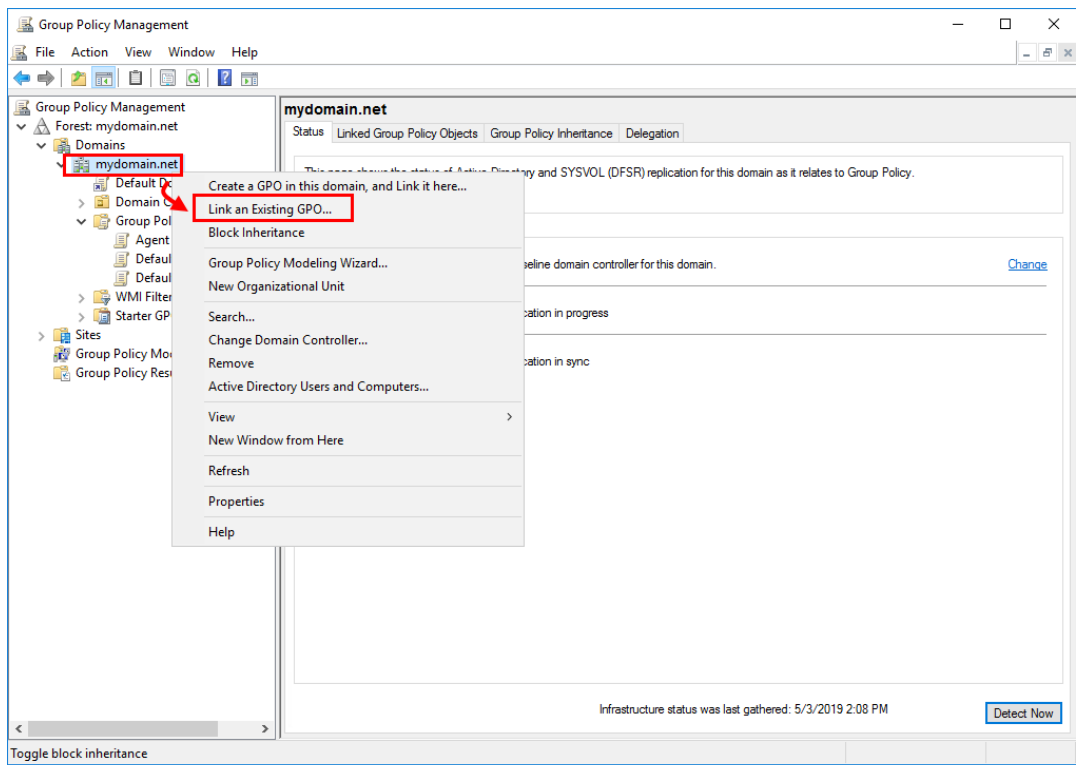 Group Policy Management
File Action View Window Help
Group Policy Management
Forest: mydomain.net
Domains
mydomain.net
Default Do
Domain C
Group Pol
Agent
Defaul
Defaul
WMI Filter
Starter GP
Sites
Group Policy Mo
Group Policy Res
Create a GPO in this domain, and Link it here...
Link an Existing GPO...
Block Inheritance
Group Policy Modeling Wizard...
New Organizational Unit
Search...
Change Domain Controller...
Remove
Active Directory Users and Computers...
View
New Window from Here
Refresh
Properties
Help
mydomain.net
Status Linked Group Policy Objects Group Policy Inheritance Delegation
This page shows the status of Active Directory and SYSVOL (DFSR) replication for this domain as it relates to Group Policy.
seline domain controller for this domain. Change
cation in progress
cation in sync
Infrastructure status was last gathered: 5/3/2019 2:08 PM Detect Now
Toggle block inheritance